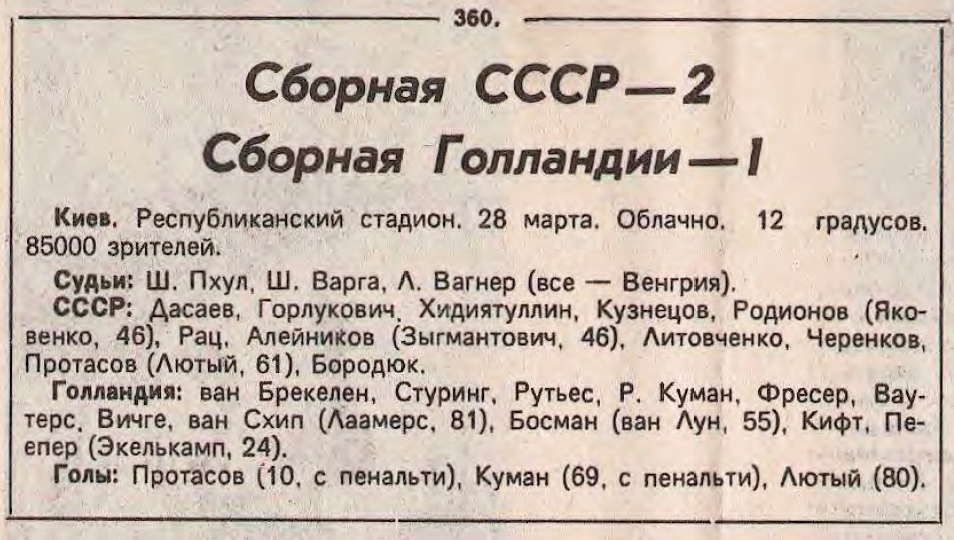 360.
Сборная СССР — 2
Сборная Голландии — 1
Киев. Республиканский стадион. 28 марта. Облачно. 12 градусов.
85000 зрителей.
Судьи: Ш. Пхул, Ш. Варга, Л. Вагнер (все — Венгрия).
СССР: Дасаев, Горлукович, Хидиятуллин, Кузнецов, Родионов (Яко-
венко, 46), Рац, Алейников (Зыгмантович, 46), Литовченко, Черенков,
Протасов (Лютый, 61), Бородюк.
Голландия: ван Брекелен, Стуринг, Рутьес, Р. Куман, Фресер, Вау-
терс, Вичге, ван Схип (Лаамерс, 81), Босман (ван Лун, 55), Кифт, Пе-
епер (Экелькамп, 24).
Голы: Протасов (10, с пенальти), Куман (69, с пенальти), Лютый (80).